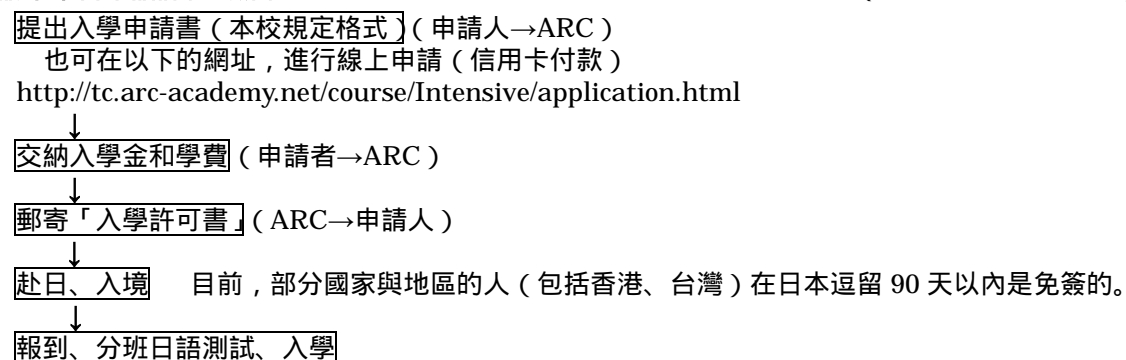 提出入學申請書（本校規定格式）（申請人→ARC）
也可在以下的網址，進行線上申請（信用卡付款）
http://tc.arc-academy.net/course/Intensive/application.html
↓
交納入學金和學費（申請者→ARC）
↓
郵寄「入學許可書」（ARC→申請人）
↓
赴日、入境　目前，部分國家與地區的人（包括香港、台灣）在日本逗留 90 天以內是免簽的。
↓
報到、分班日語測試、入學